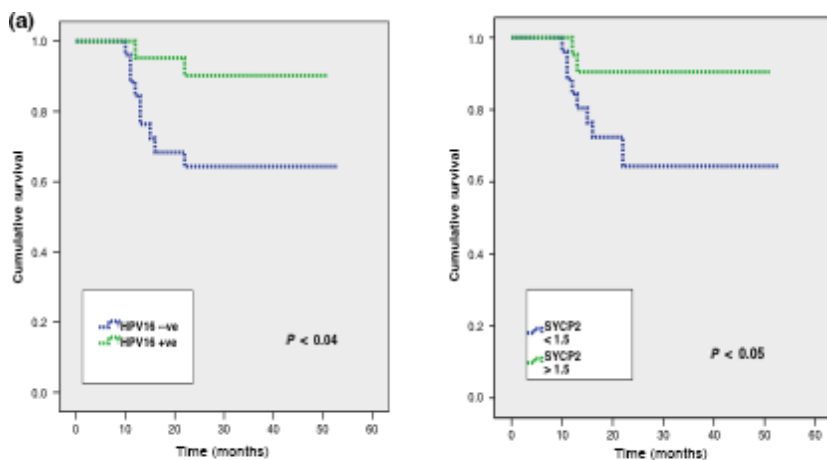 (a)
1.0
0.8
0.6
0.4
0.2
0.0
Cumulative survival
HPV16 –ve
HPV16 +ve
P < 0.04
0 10 20 30 40 50 60
Time (months)
1.0
0.8
0.6
0.4
0.2
0.0
Cumulative survival
SYCP2
< 1.5
SYCP2
> 1.5
P < 0.05
0 10 20 30 40 50 60
Time (months)